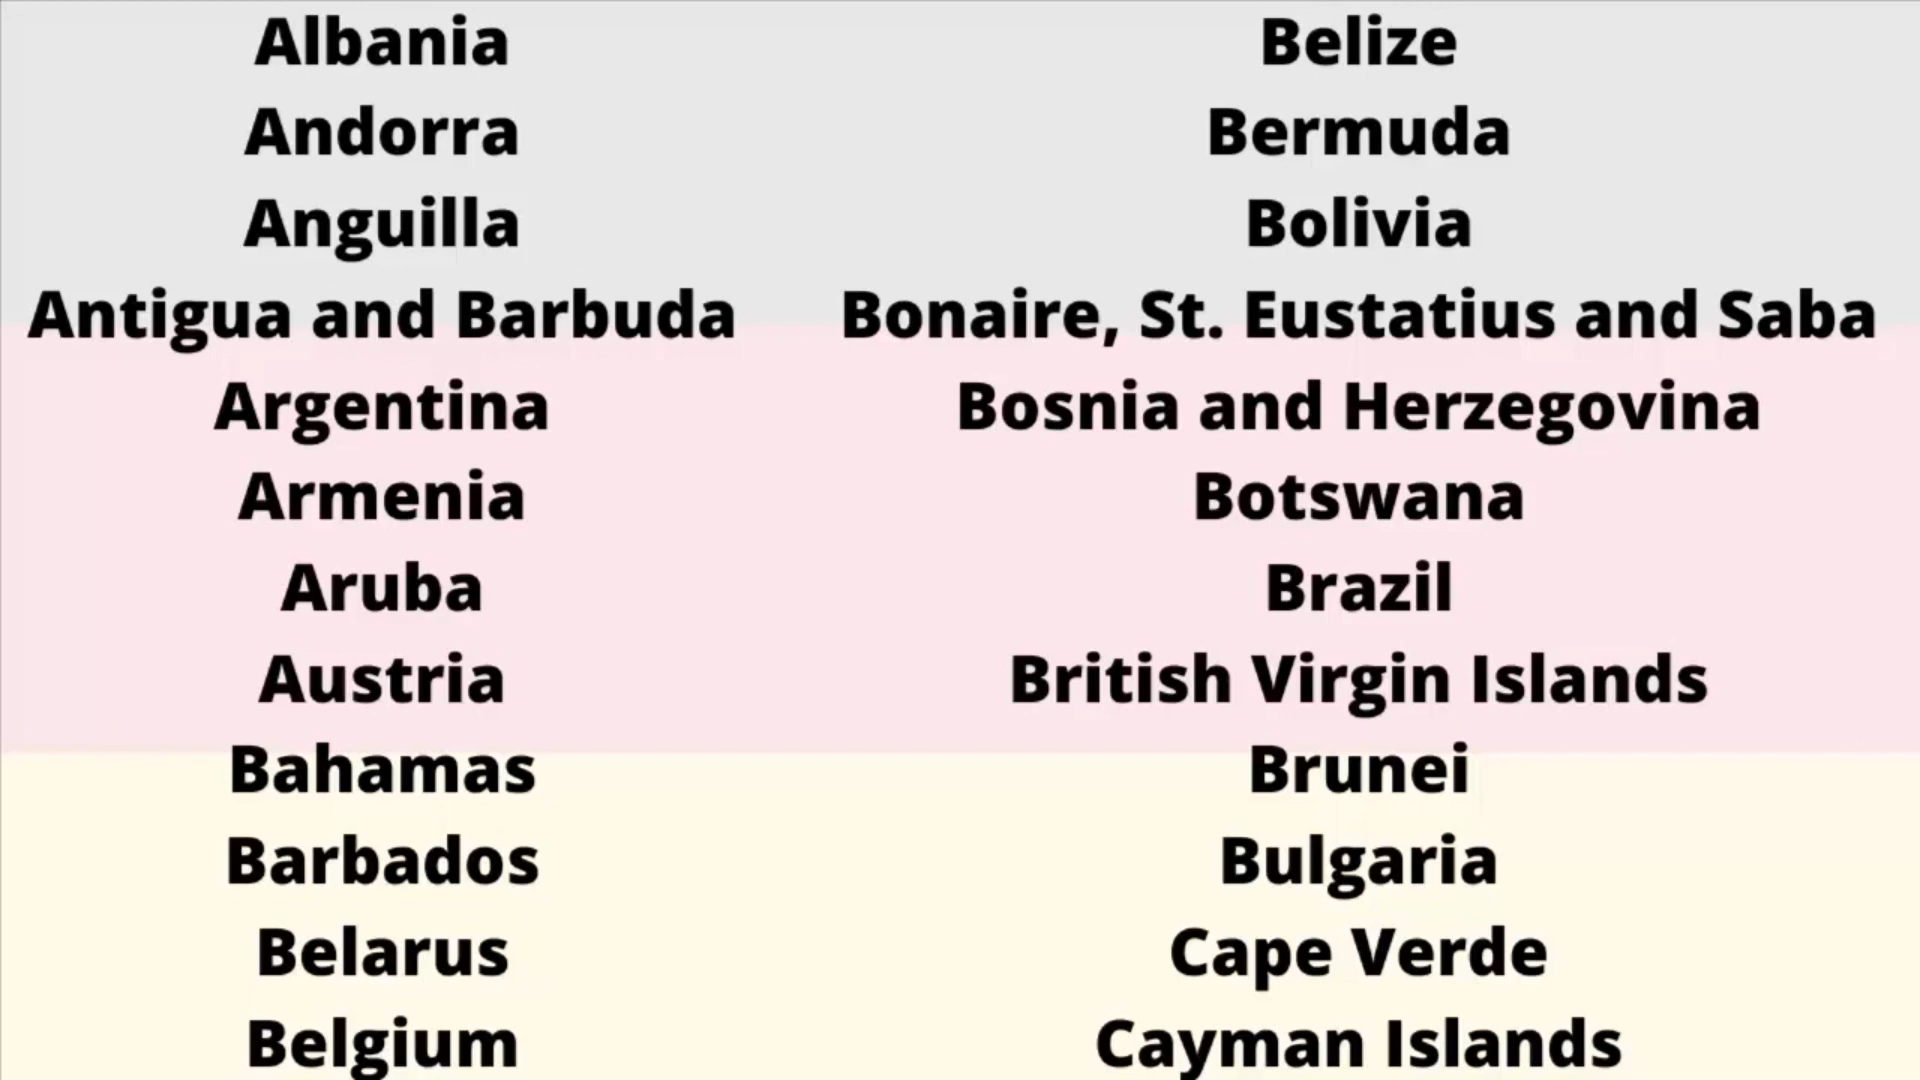 Albania
Andorra
Anguilla
Antigua and Barbuda
Argentina
Armenia
Aruba
Austria
Bahamas
Barbados
Belarus
Belgium
Belize
Bermuda
Bolivia
Bonaire, St. Eustatius and Saba
Bosnia and Herzegovina
Botswana
Brazil
British Virgin Islands
Brunei
Bulgaria
Cape Verde
Cayman Islands